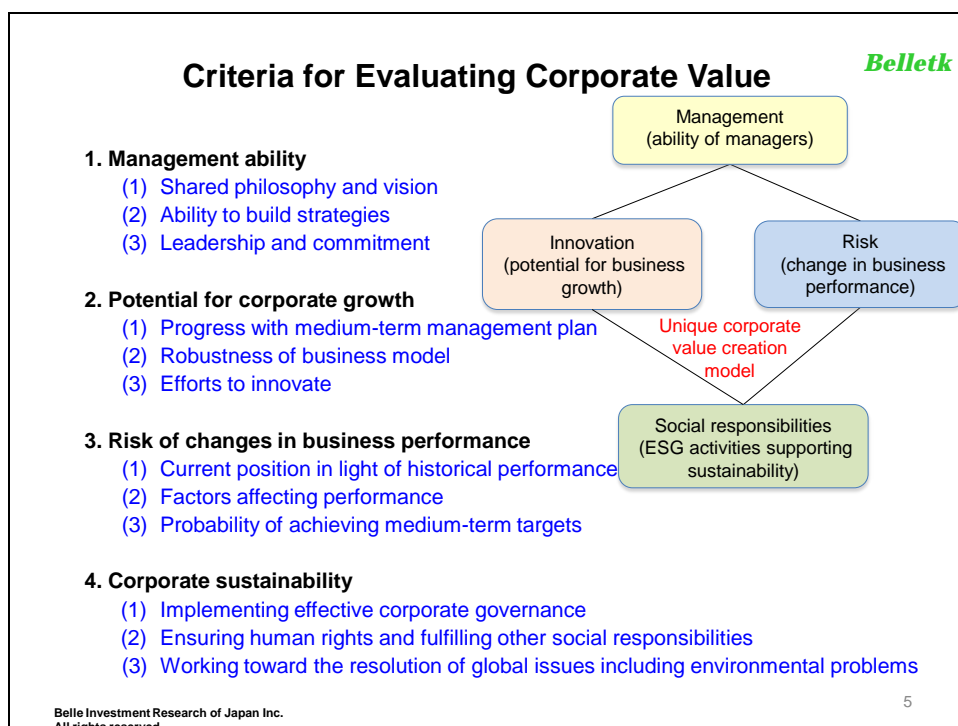 Criteria for Evaluating Corporate Value
Belletk
Management
(ability of managers)
1. Management ability
(1) Shared philosophy and vision
(2) Ability to build strategies
(3) Leadership and commitment
Innovation
(potential for business
growth)
Risk
(change in business
performance)
2. Potential for corporate growth
(1) Progress with medium-term management plan
(2) Robustness of business model
(3) Efforts to innovate
Unique corporate
value creation
model
Social responsibilities
(ESG activities supporting
sustainability)
3. Risk of changes in business performance
(1) Current position in light of historical performance
(2) Factors affecting performance
(3) Probability of achieving medium-term targets
4. Corporate sustainability
(1) Implementing effective corporate governance
(2) Ensuring human rights and fulfilling other social responsibilities
(3) Working toward the resolution of global issues including environmental problems
5
Belle Investment Research of Japan Inc.
All rights reserved